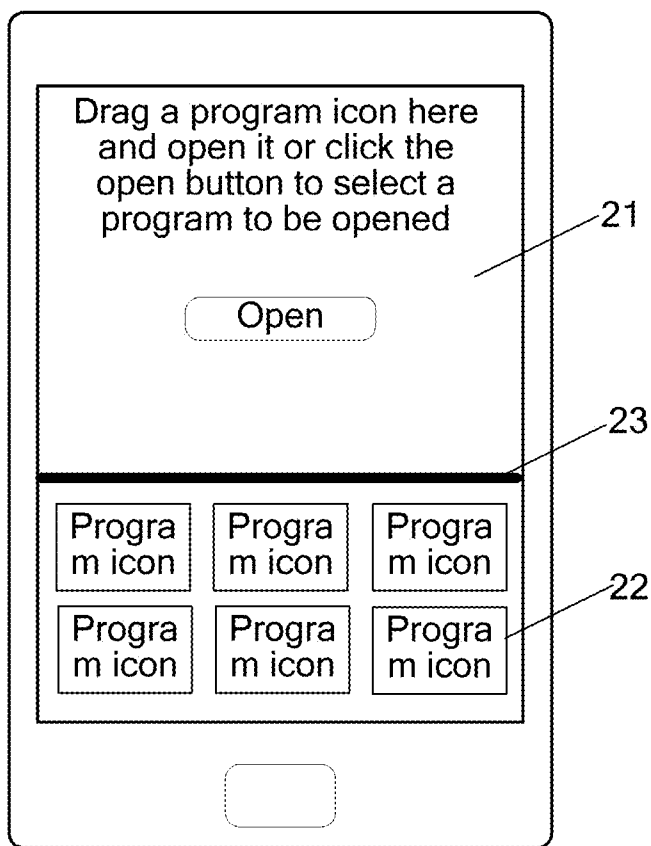 Drag a program icon here
and open it or click the
open button to select a
program to be opened
21
Open
23
Progra
m icon
Progra
m icon
Progra
m icon
22
Progra
m icon
Progra
m icon
Progra
m icon